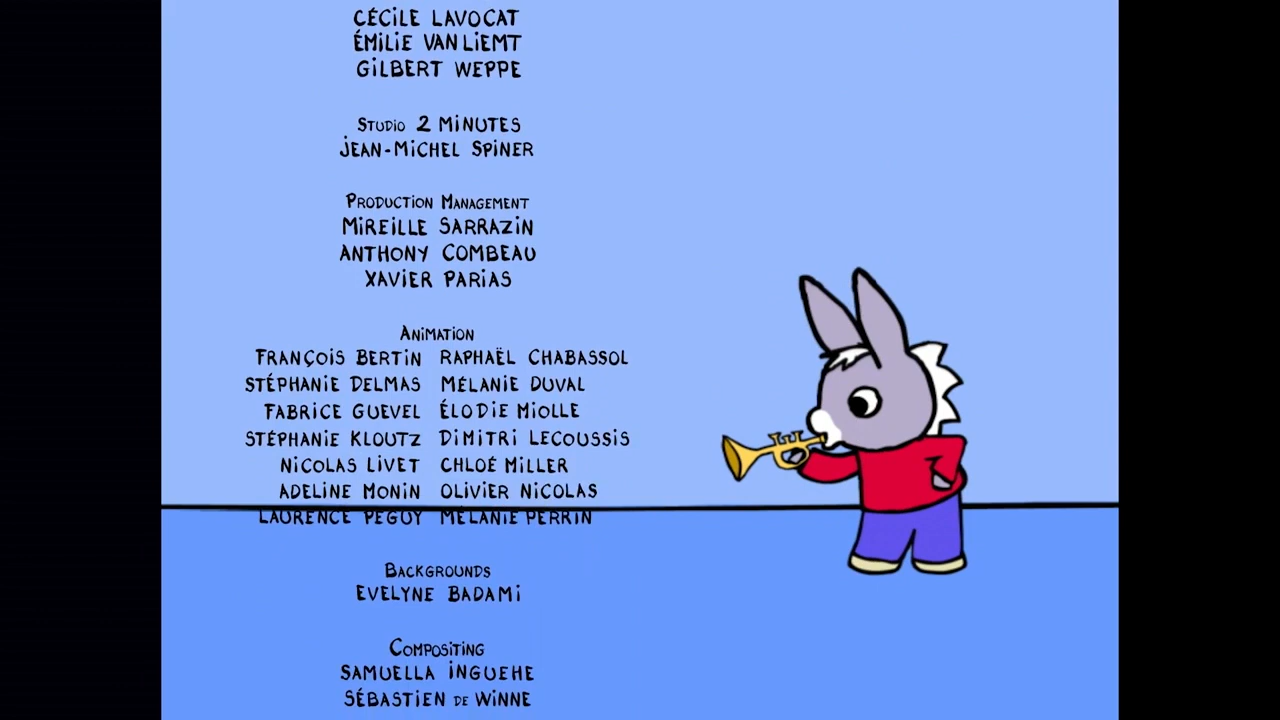 CÉCILE LAVOCAT
ÉMILIE VAN LIEMT
GILBERT WEPPE
STUDIO 2 MINUTES
JEAN-MICHEL SPINER
PRODUCTION MANAGEMENT
MIREILLE SARRAZIN
ANTHONY COMBEAU
XAVIER PARIAS
ANIMATION
FRANÇOIS BERTIN RAPHAËL CHABASSOL
STÉPHANIE DELMAS MÉLANIE DUVAL
FABRICE GUEVEL ÉLODIE MIOLLE
STÉPHANIE KLOUTZ DIMITRI LECOUSSIS
NICOLAS LIVET CHLOÉ MILLER
ADELINE MONIN OLIVIER NICOLAS
LAURENCE PEGUY MÉLANIE PERRIN
BACKGROUNDS
EVELYNE BADAMI
COMPOSITING
SAMUELLA INGUEHE
SÉBASTIEN DE WINNE